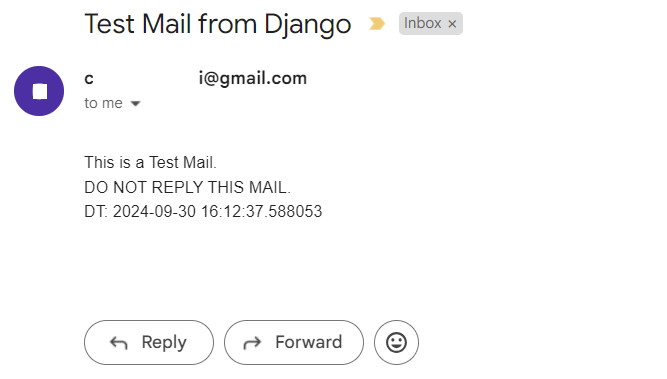 Test Mail from Django
Inbox ×
c i@gmail.com
to me
This is a Test Mail.
DO NOT REPLY THIS MAIL.
DT: 2024-09-30 16:12:37.588053
Reply
Forward